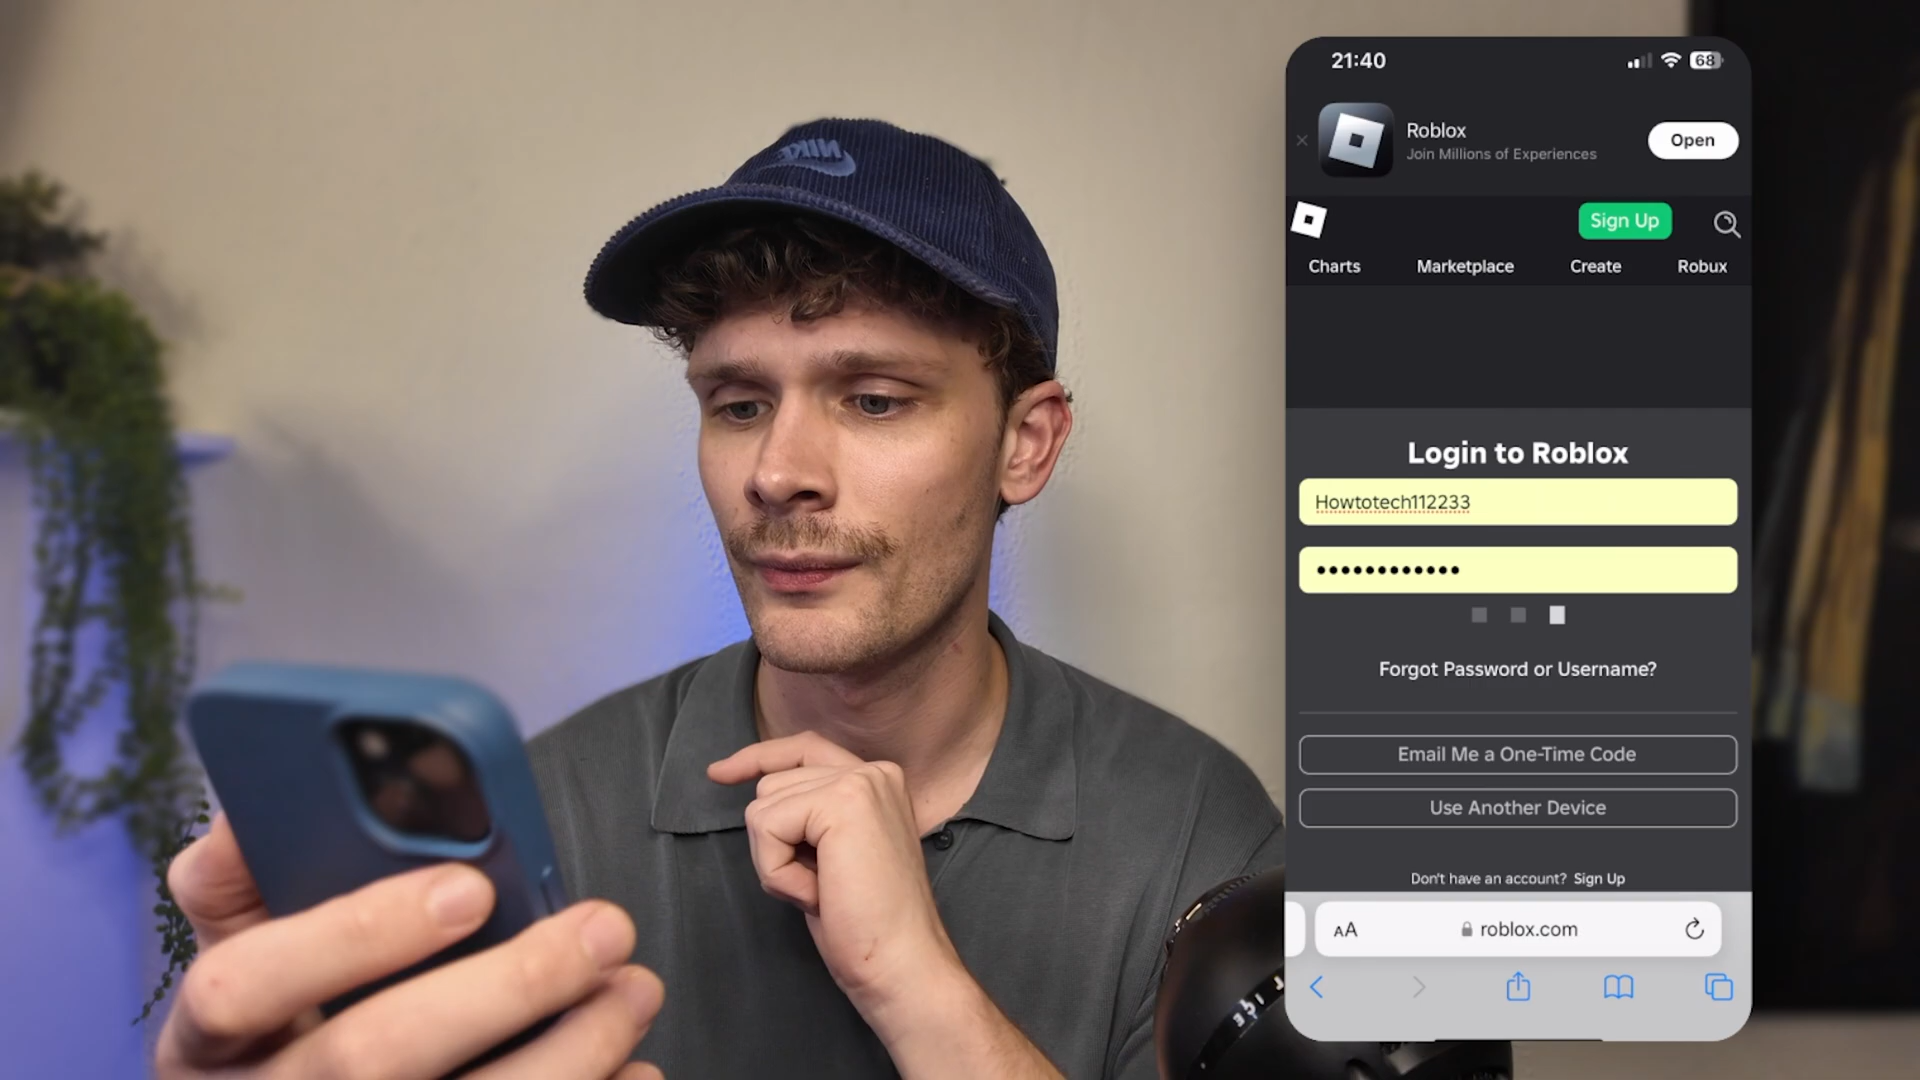 NIKE
21:40
68
Roblox
Join Millions of Experiences
Open
Sign Up
Charts Marketplace Create Robux
Login to Roblox
Howtotech112233
••••••••••••
Forgot Password or Username?
Email Me a One-Time Code
Use Another Device
Don't have an account? Sign Up
AA roblox.com